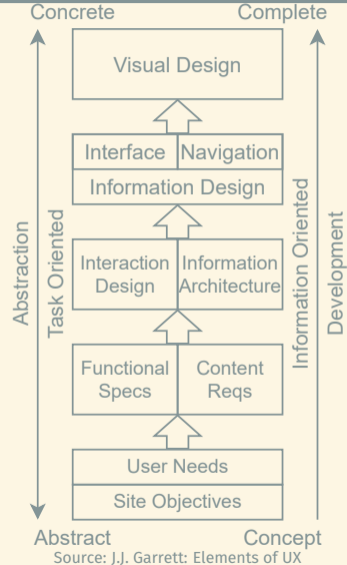 Concrete Complete
Visual Design
Interface Navigation
Information Design
Interaction Design
Information Architecture
Functional Specs
Content Reqs
User Needs
Site Objectives
Abstraction
Task Oriented
Information Oriented
Development
Abstract Concept
Source: J.J. Garrett: Elements of UX